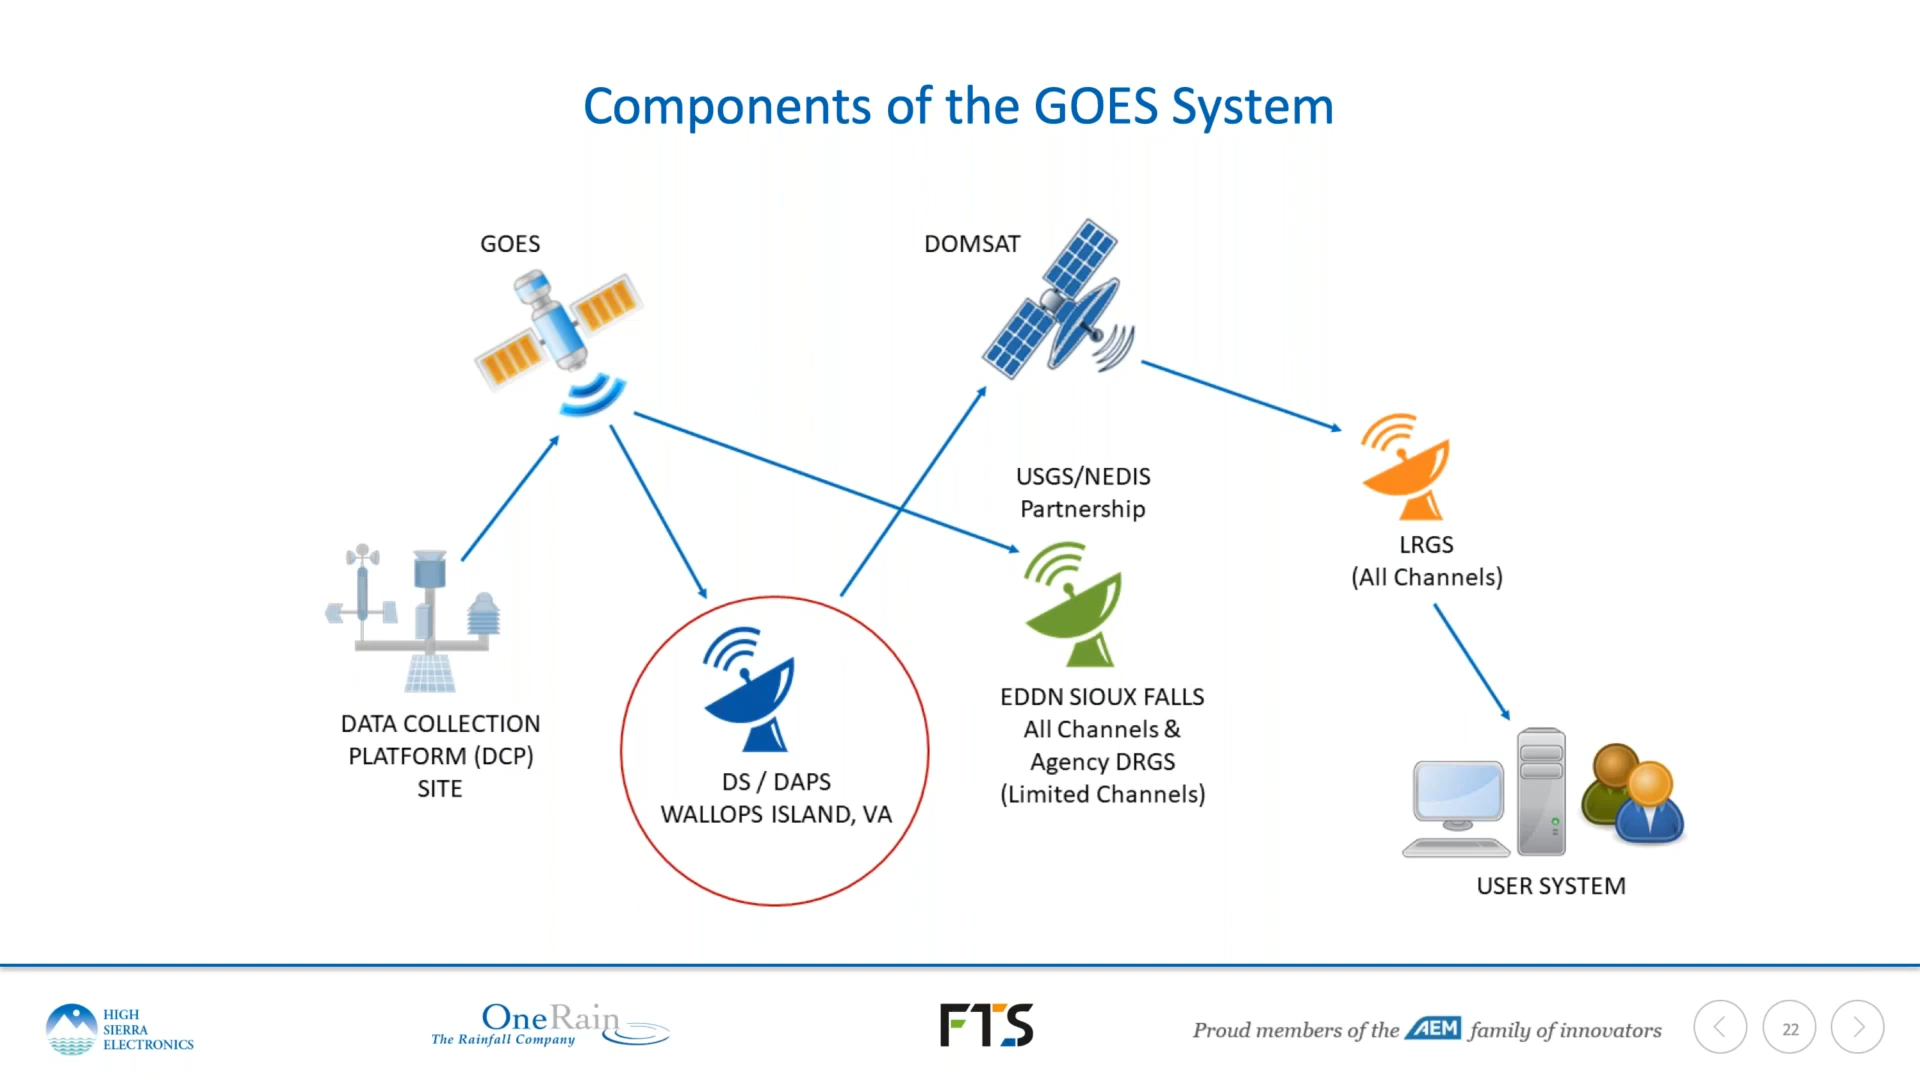 Components of the GOES System
GOES
DOMSAT
USGS/NEDIS
Partnership
LRGS
(All Channels)
DATA COLLECTION
PLATFORM (DCP)
SITE
DS / DAPS
WALLOPS ISLAND, VA
EDDN SIOUX FALLS
All Channels &
Agency DRGS
(Limited Channels)
USER SYSTEM
HIGH
SIERRA
ELECTRONICS
OneRain
The Rainfall Company
FTS
Proud members of the AEM family of innovators
22